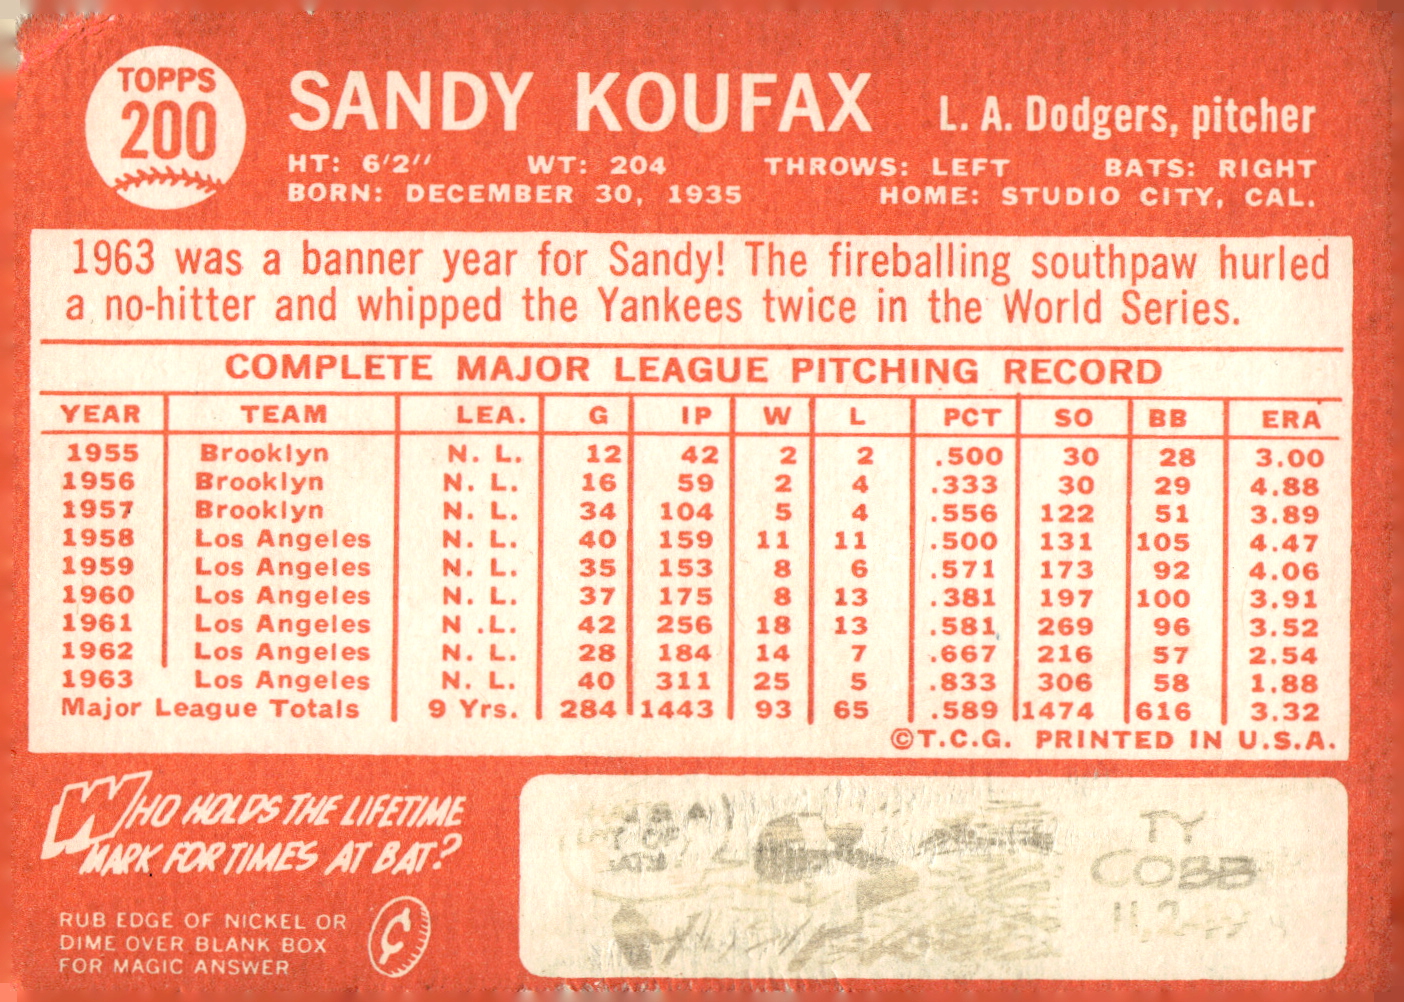 TOPPS
200
SANDY KOUFAX L. A. Dodgers, pitcher
HT: 6'2" WT: 204 THROWS: LEFT BATS: RIGHT
BORN: DECEMBER 30, 1935 HOME: STUDIO CITY, CAL.
1963 was a banner year for Sandy! The fireballing southpaw hurled
a no-hitter and whipped the Yankees twice in the World Series.
COMPLETE MAJOR LEAGUE PITCHING RECORD
YEAR TEAM LEA. G IP W L PCT SO BB ERA
1955 Brooklyn N. L. 12 42 2 2 .500 30 28 3.00
1956 Brooklyn N. L. 16 59 2 4 .333 30 29 4.88
1957 Brooklyn N. L. 34 104 5 4 .556 122 51 3.89
1958 Los Angeles N. L. 40 159 11 11 .500 131 105 4.47
1959 Los Angeles N. L. 35 153 8 6 .571 173 92 4.06
1960 Los Angeles N. L. 37 175 8 13 .381 197 100 3.91
1961 Los Angeles N .L. 42 256 18 13 .581 269 96 3.52
1962 Los Angeles N. L. 28 184 14 7 .667 216 57 2.54
1963 Los Angeles N. L. 40 311 25 5 .833 306 58 1.88
Major League Totals 9 Yrs. 284 1443 93 65 .589 1474 616 3.32
©T.C.G. PRINTED IN U.S.A.
WHO HOLDS THE LIFETIME
MARK FOR TIMES AT BAT?
RUB EDGE OF NICKEL OR
DIME OVER BLANK BOX
FOR MAGIC ANSWER
TY
COBB